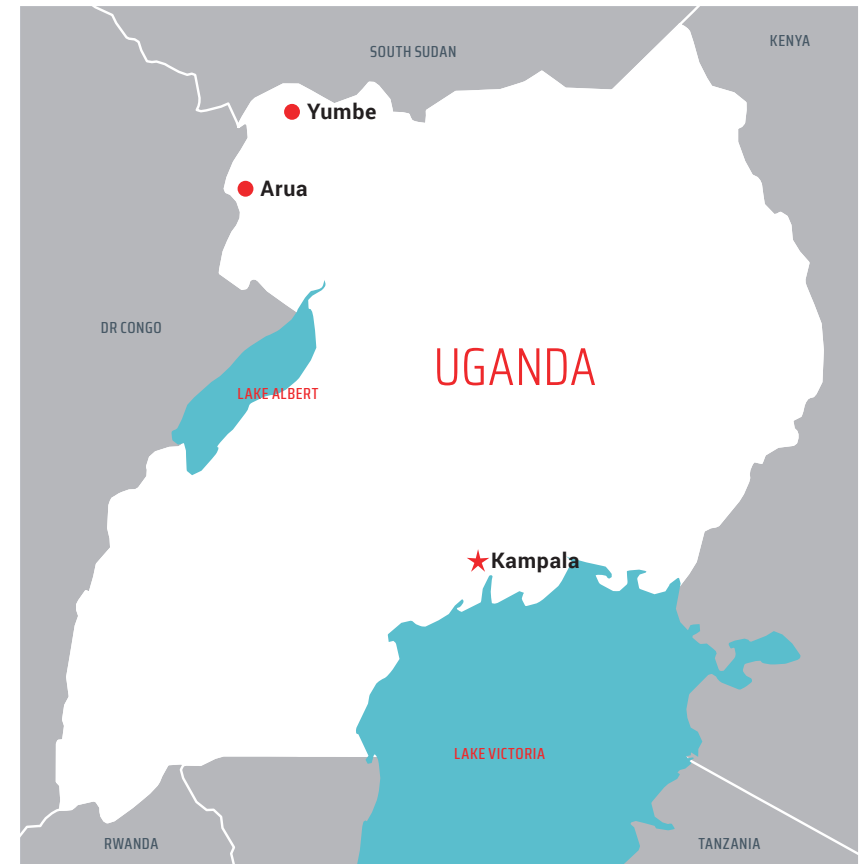 KENYA
SOUTH SUDAN
Yumbe
Arua
DR CONGO
UGANDA
LAKE ALBERT
Kampala
LAKE VICTORIA
RWANDA
TANZANIA